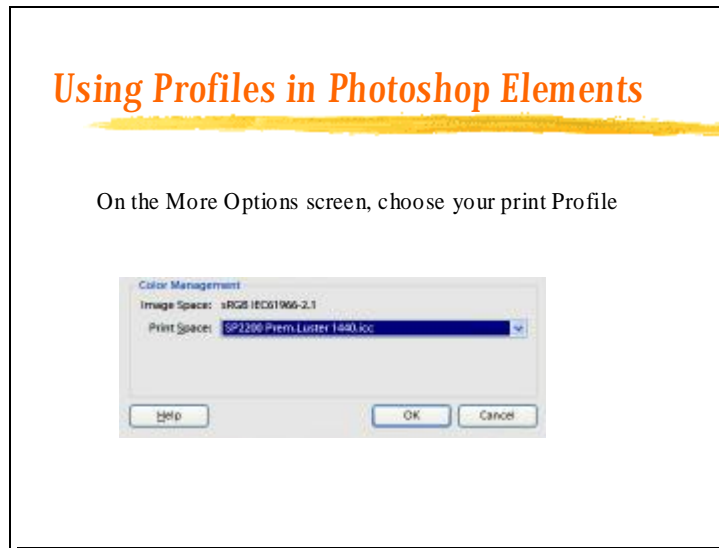 Using Profiles in Photoshop Elements
On the More Options screen, choose your print Profile
Color Management
Image Space: sRGB IEC61966-2.1
Print Space: SP2200 Prem.Luster 1440.icc
Help OK Cancel